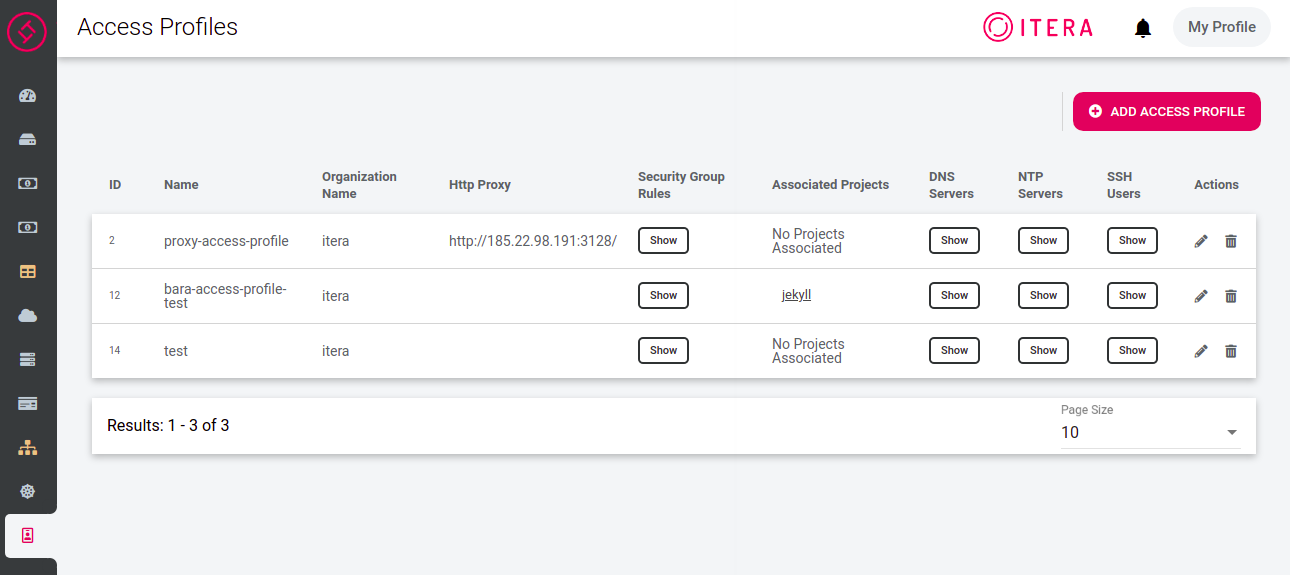 Access Profiles
ITERA
My Profile
ADD ACCESS PROFILE
ID Name Organization Name Http Proxy Security Group Rules Associated Projects DNS Servers NTP Servers SSH Users Actions
2 proxy-access-profile itera http://185.22.98.191:3128/ Show No Projects Associated Show Show Show
12 bara-access-profile-test itera Show jekyll Show Show Show
14 test itera Show No Projects Associated Show Show Show
Results: 1 - 3 of 3
Page Size
10